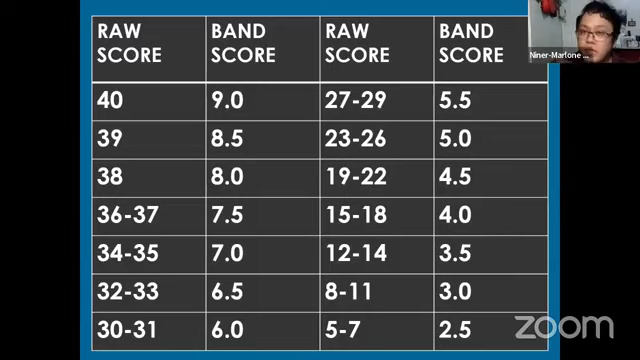 RAW SCORE BAND SCORE RAW SCORE BAND SCORE
40 9.0 27-29 5.5
39 8.5 23-26 5.0
38 8.0 19-22 4.5
36-37 7.5 15-18 4.0
34-35 7.0 12-14 3.5
32-33 6.5 8-11 3.0
30-31 6.0 5-7 2.5
Niner-Marlone
zoom